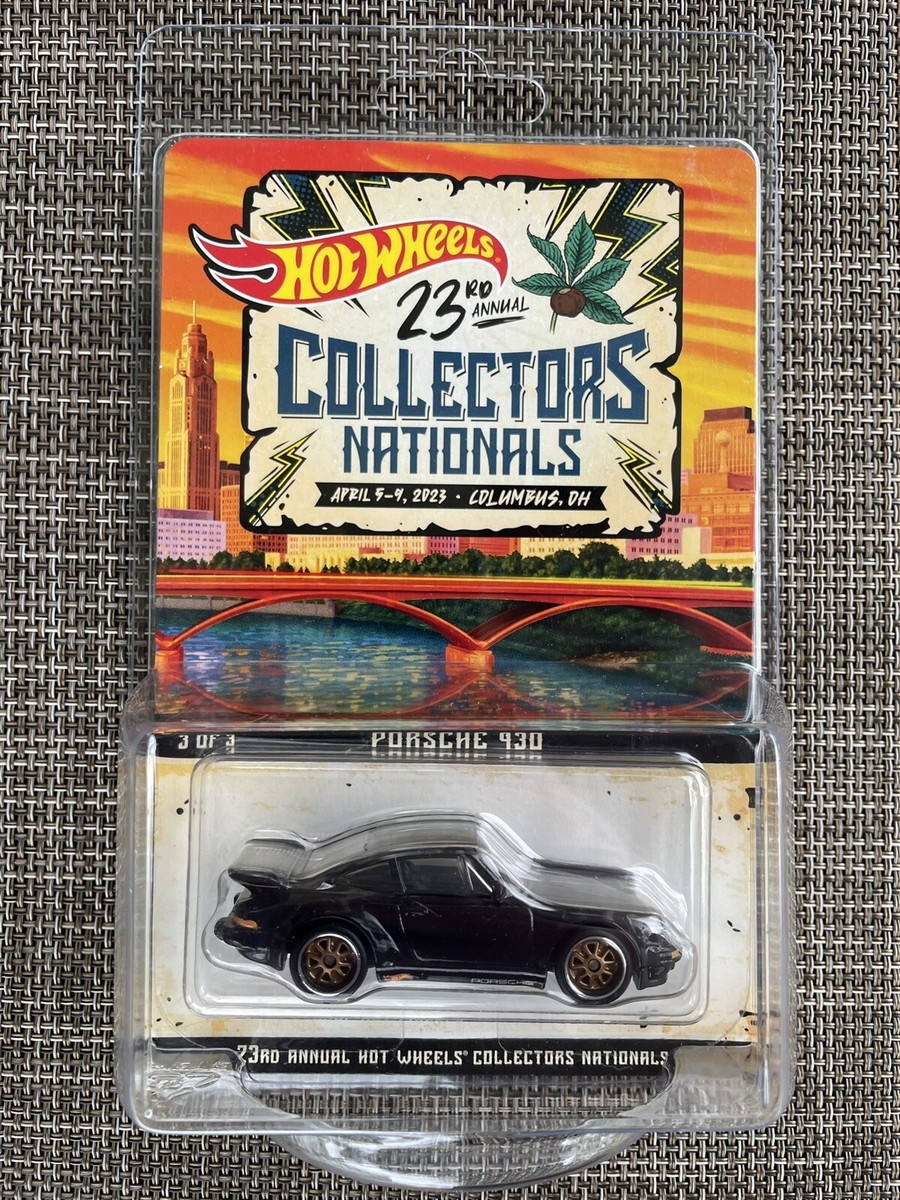 HOT WHEELS®
23RD
ANNUAL
COLLECTORS
NATIONALS
APRIL 5-9, 2023 • COLUMBUS, OH
3 OF 3 PORSCHE 930
PORSCHE
23RD ANNUAL HOT WHEELS® COLLECTORS NATIONALS